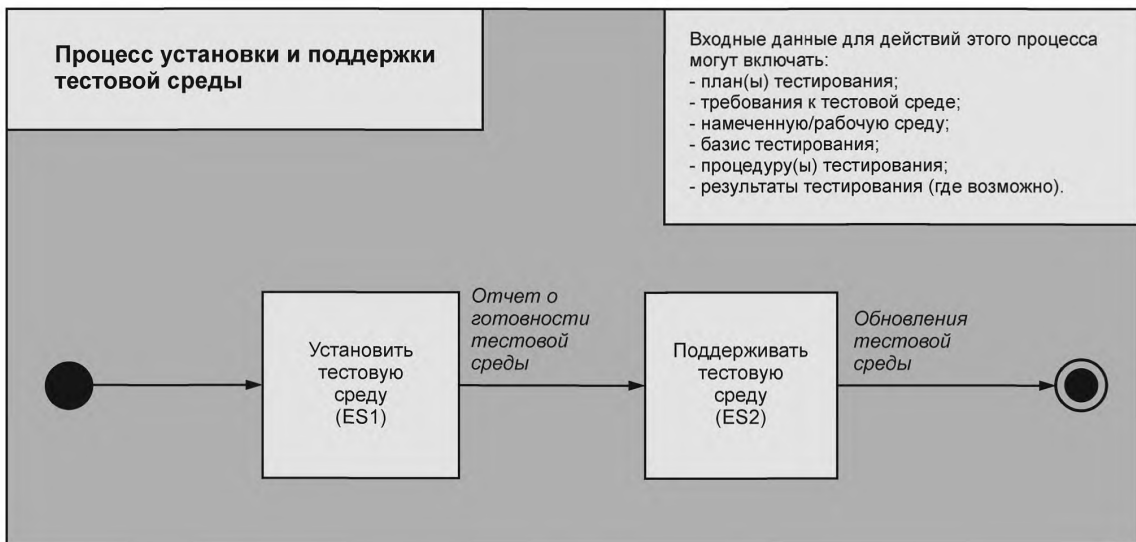 Процесс установки и поддержки
тестовой среды
Входные данные для действий этого процесса
могут включать:
- план(ы) тестирования;
- требования к тестовой среде;
- намеченную/рабочую среду;
- базис тестирования;
- процедуру(ы) тестирования;
- результаты тестирования (где возможно).
Установить
тестовую
среду
(ES1)
Отчет о
готовности
тестовой
среды
Поддерживать
тестовую
среду
(ES2)
Обновления
тестовой
среды